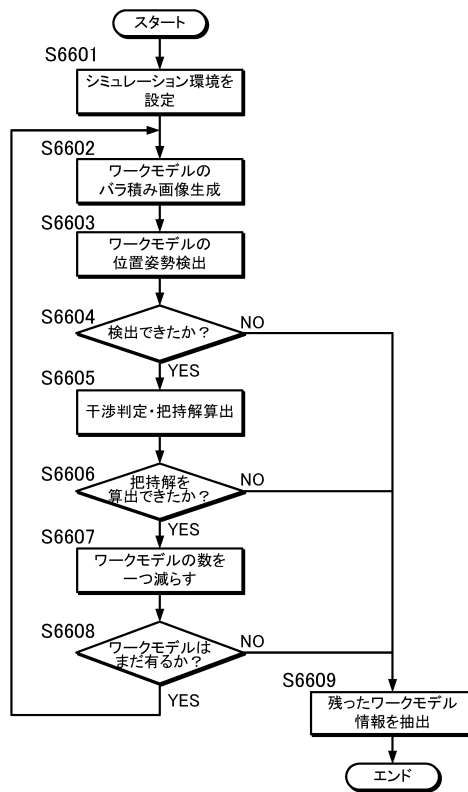 スタート
S6601
シミュレーション環境を
設定
S6602
ワークモデルの
バラ積み画像生成
S6603
ワークモデルの
位置姿勢検出
S6604
検出できたか？
NO
YES
S6605
干渉判定・把持解算出
S6606
把持解を
算出できたか？
NO
YES
S6607
ワークモデルの数を
一つ減らす
S6608
ワークモデルは
まだ有るか？
NO
YES
S6609
残ったワークモデル
情報を抽出
エンド